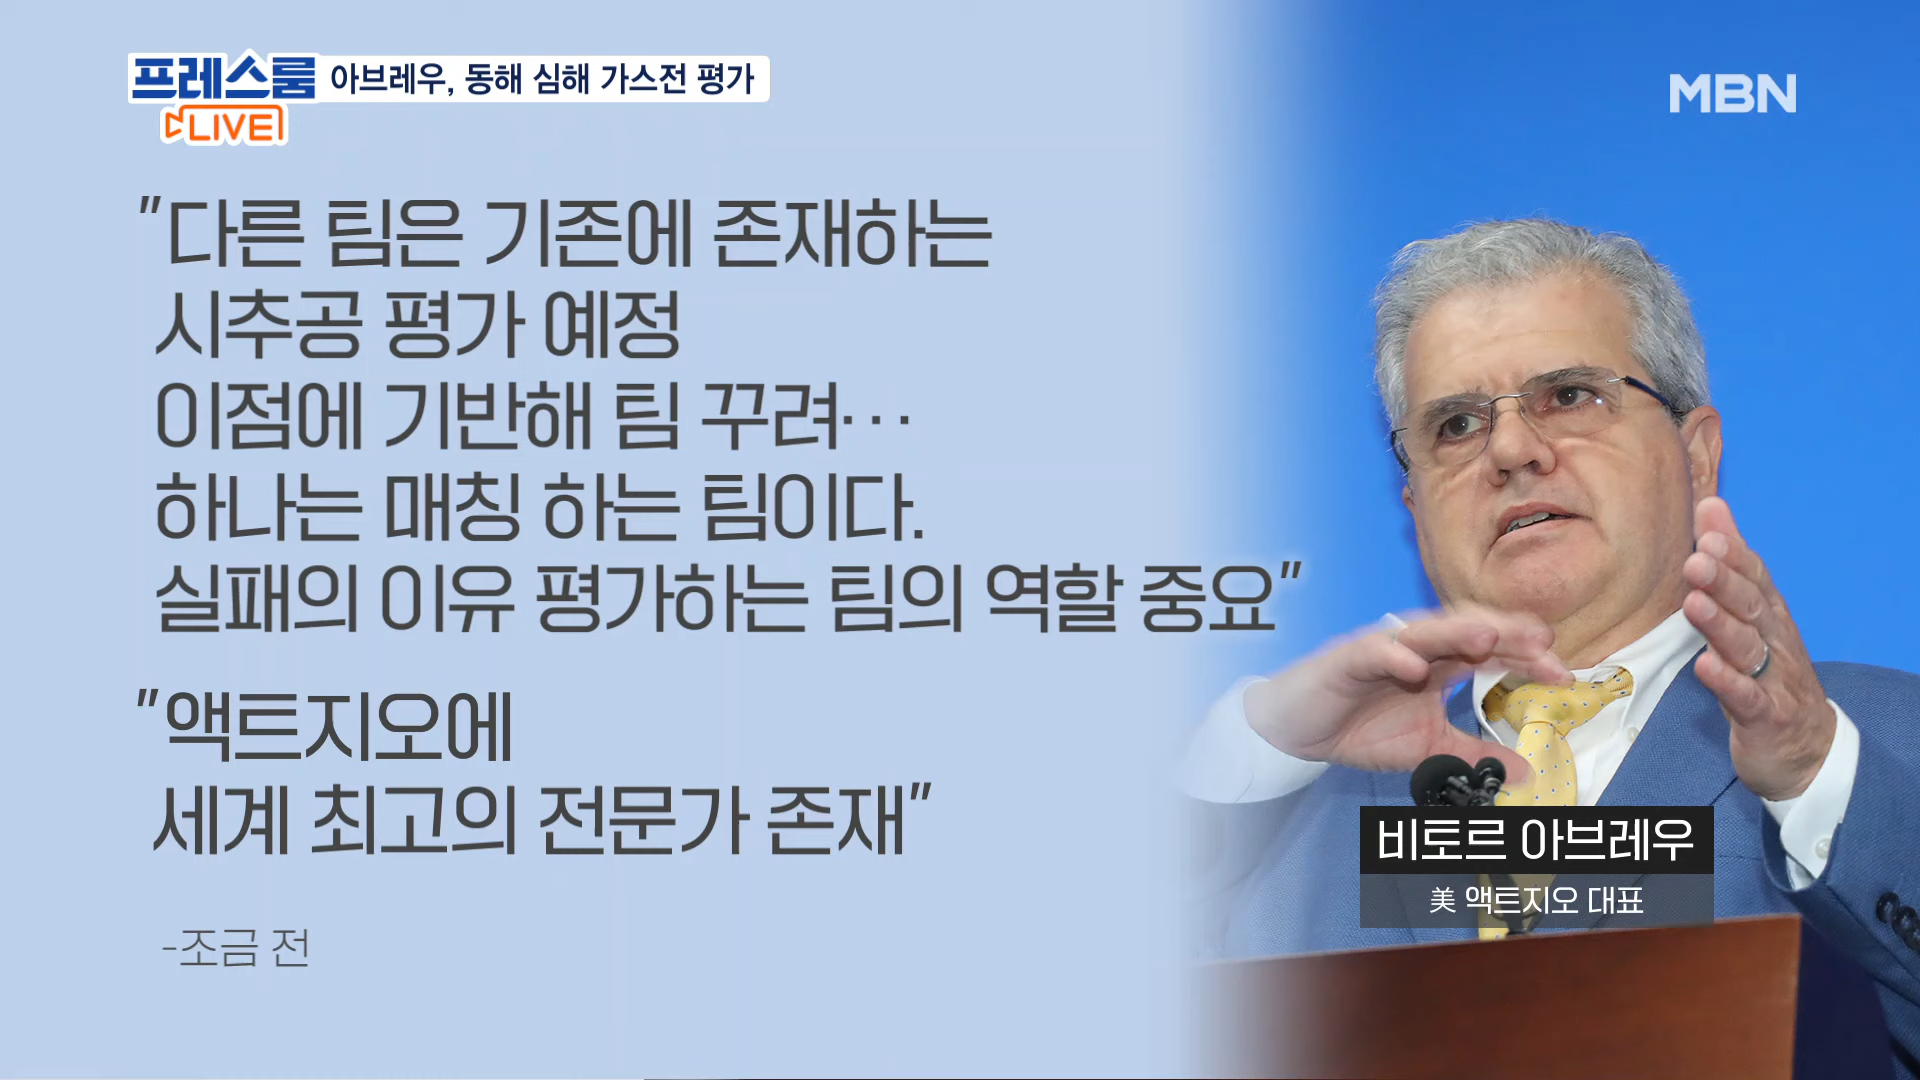 프레스룸
LIVE
아브레우, 동해 심해 가스전 평가
MBN
"다른 팀은 기존에 존재하는
시추공 평가 예정
이점에 기반해 팀 꾸려…
하나는 매칭 하는 팀이다.
실패의 이유 평가하는 팀의 역할 중요"
"액트지오에
세계 최고의 전문가 존재"
-조금 전
비토르 아브레우
美 액트지오 대표